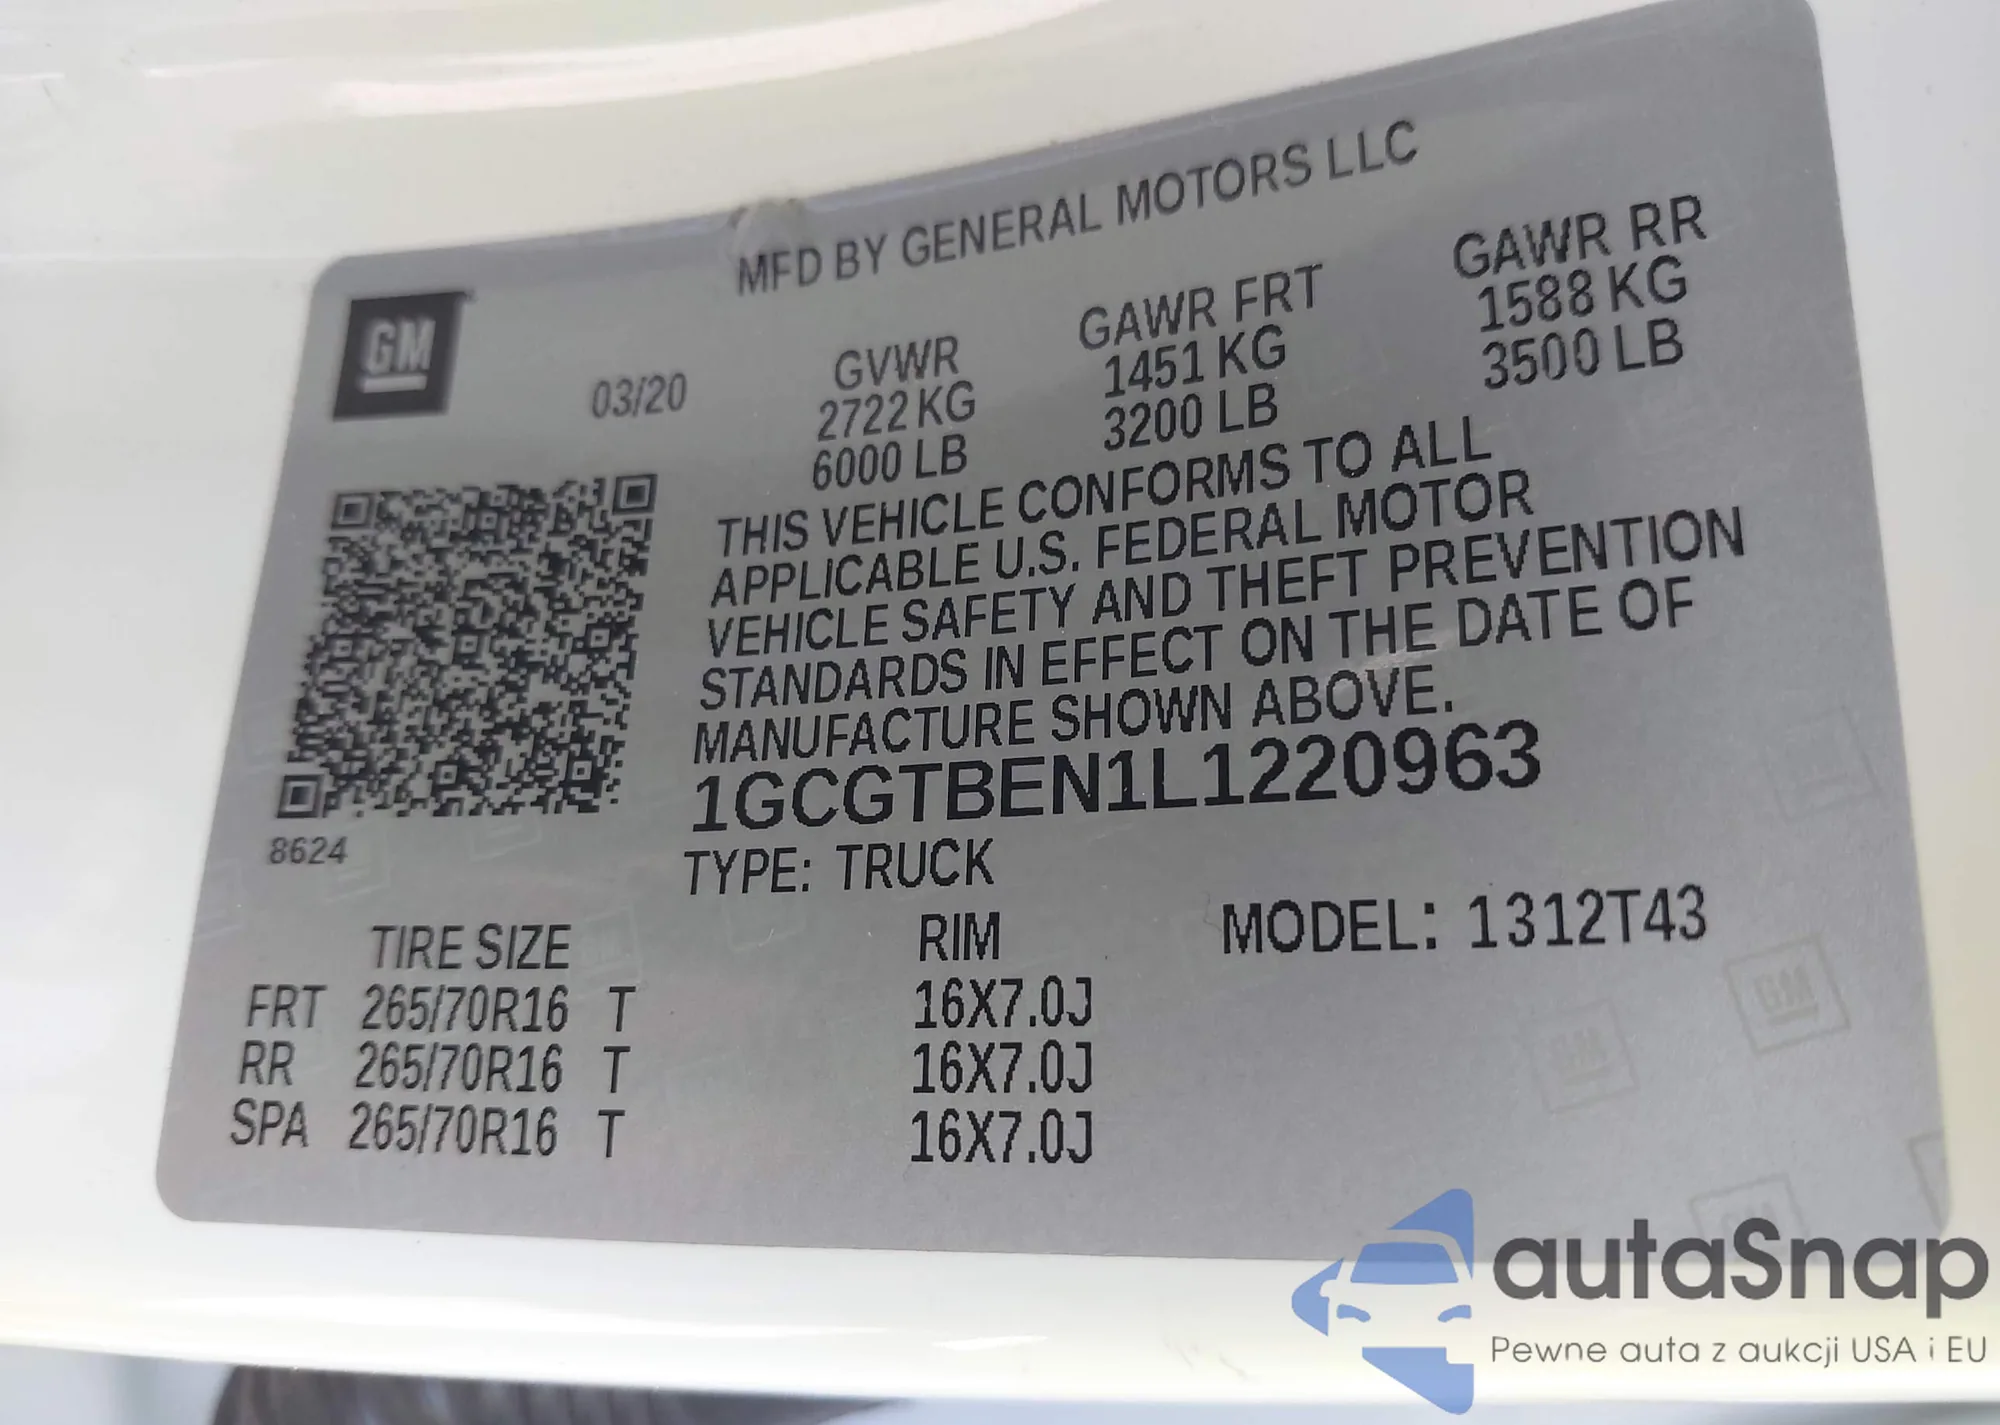 MFD BY GENERAL MOTORS LLC
GM
03/20
GVWR
2722 KG
6000 LB
GAWR FRT
1451 KG
3200 LB
GAWR RR
1588 KG
3500 LB
THIS VEHICLE CONFORMS TO ALL
APPLICABLE U.S. FEDERAL MOTOR
VEHICLE SAFETY AND THEFT PREVENTION
STANDARDS IN EFFECT ON THE DATE OF
MANUFACTURE SHOWN ABOVE.
1GCGTBEN1L1220963
8624
TYPE: TRUCK
MODEL: 1312T43
TIRE SIZE RIM
FRT 265/70R16 T 16X7.0J
RR 265/70R16 T 16X7.0J
SPA 265/70R16 T 16X7.0J
GM
GM
GM
autaSnap
Pewne auta z aukcji USA i EU